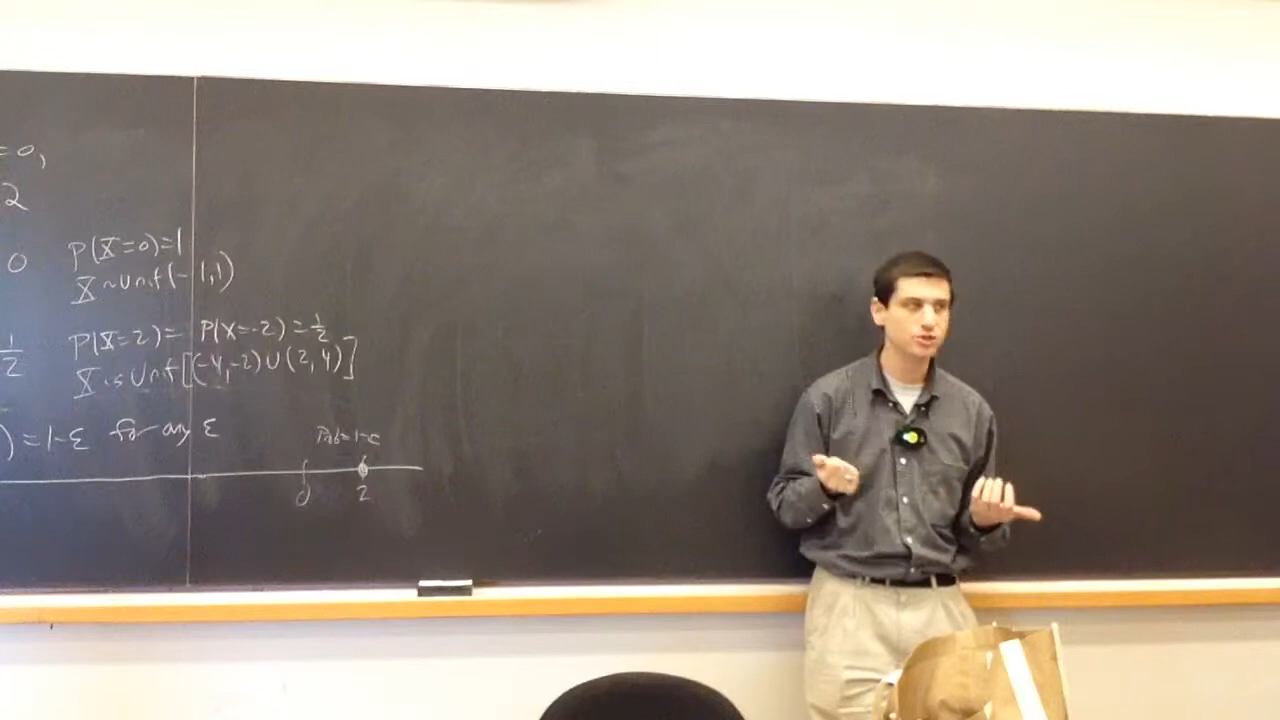 =0,
2
0 P(X=0)=1
X~Unif(-1,1)
1/2 P(X=2)= P(X=-2)=1/2
X is Unif[(-4,-2)∪(2,4)]
)=1-ε for any ε
Prob=1-ε
0 2